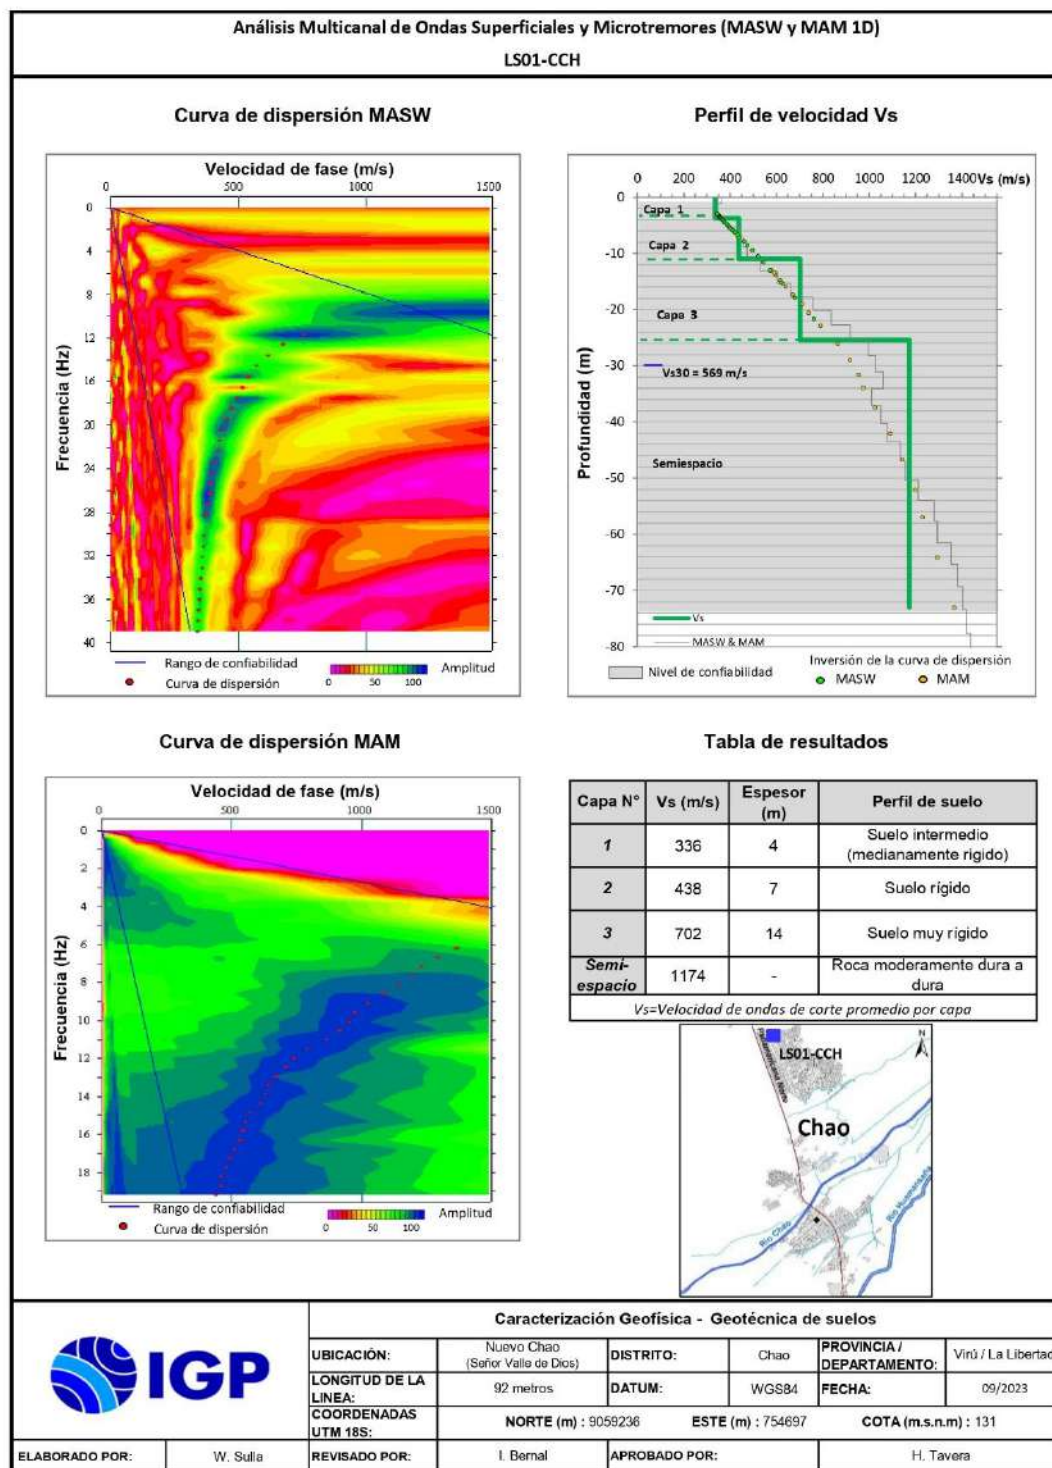 Análisis Multicanal de Ondas Superficiales y Microtremores (MASW y MAM 1D)
LS01-CCH
Curva de dispersión MASW
Velocidad de fase (m/s)
0 500 1000 1500
Frecuencia (Hz)
0
4
8
12
16
20
24
28
32
36
40
Rango de confiabilidad
Curva de dispersión
Amplitud
0 50 100
Perfil de velocidad Vs
0 200 400 600 800 1000 1200 1400 Vs (m/s)
Profundidad (m)
0
-10
-20
-30
-40
-50
-60
-70
-80
Capa 1
Capa 2
Capa 3
Vs30 = 569 m/s
Semiespacio
Vs
MASW & MAM
Nivel de confiabilidad
Inversión de la curva de dispersión
MASW MAM
Curva de dispersión MAM
Velocidad de fase (m/s)
0 500 1000 1500
Frecuencia (Hz)
0
2
4
6
8
10
12
14
16
18
Rango de confiabilidad
Curva de dispersión
Amplitud
0 50 100
Tabla de resultados
Capa N° Vs (m/s) Espesor (m) Perfil de suelo
1 336 4 Suelo intermedio (medianamente rigido)
2 438 7 Suelo rígido
3 702 14 Suelo muy rígido
Semi-espacio 1174 - Roca moderamente dura a dura
Vs=Velocidad de ondas de corte promedio por capa
LS01-CCH
Panamericana Norte
N
Chao
Río Chao
Caracterización Geofísica - Geotécnica de suelos
UBICACIÓN: Nuevo Chao (Señor Valle de Dios) DISTRITO: Chao PROVINCIA / DEPARTAMENTO: Virú / La Libertad
LONGITUD DE LA LINEA: 92 metros DATUM: WGS84 FECHA: 09/2023
COORDENADAS UTM 18S: NORTE (m) : 9059236 ESTE (m) : 754697 COTA (m.s.n.m) : 131
ELABORADO POR: W. Sulla REVISADO POR: I. Bernal APROBADO POR: H. Tavera
IGP